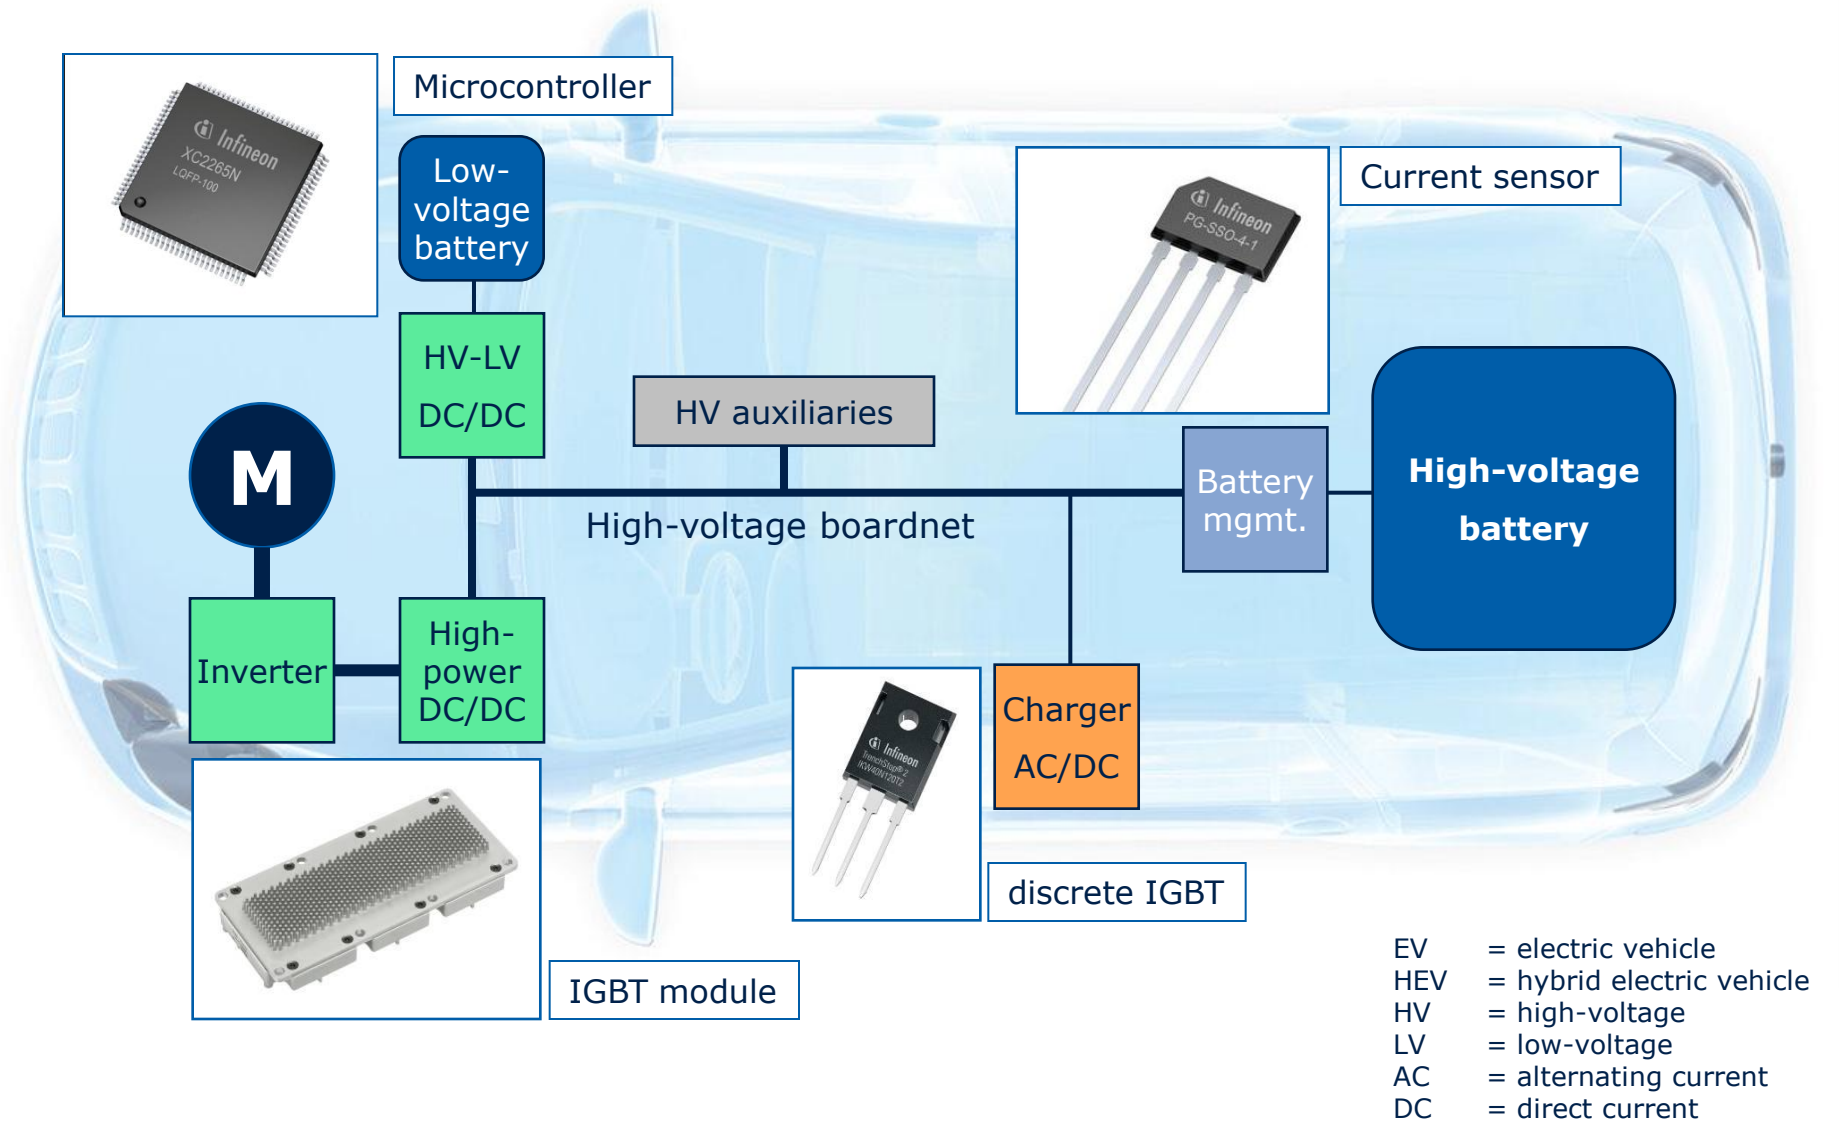 Microcontroller
Infineon
XC2265N
LQFP-100
Low-
voltage
battery
Current sensor
Infineon
PG-SSO-4-1
HV-LV
DC/DC
HV auxiliaries
M
High-voltage boardnet
Battery
mgmt.
High-voltage
battery
Inverter
High-
power
DC/DC
Charger
AC/DC
Infineon
TrenchStop® 2
IKW40N120T2
discrete IGBT
IGBT module
EV = electric vehicle
HEV = hybrid electric vehicle
HV = high-voltage
LV = low-voltage
AC = alternating current
DC = direct current